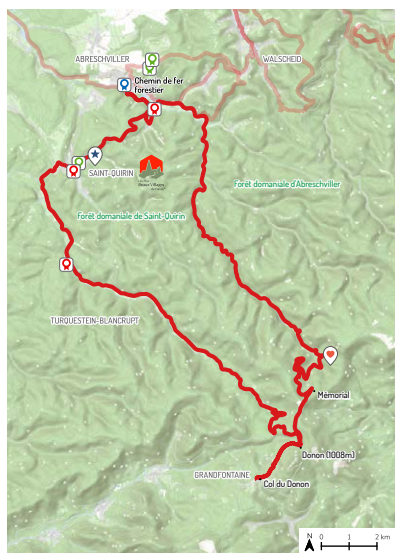 ABRESCHVILLER
WALSCHEID
Chemin de fer
forestier
SAINT-QUIRIN
Forêt domaniale d'Abreschviller
Forêt domaniale de Saint-Quirin
TURQUESTEIN-BLANCRUPT
Mémorial
Donon (1008m)
GRANDFONTAINE
Col du Donon
N
0 1 2 km